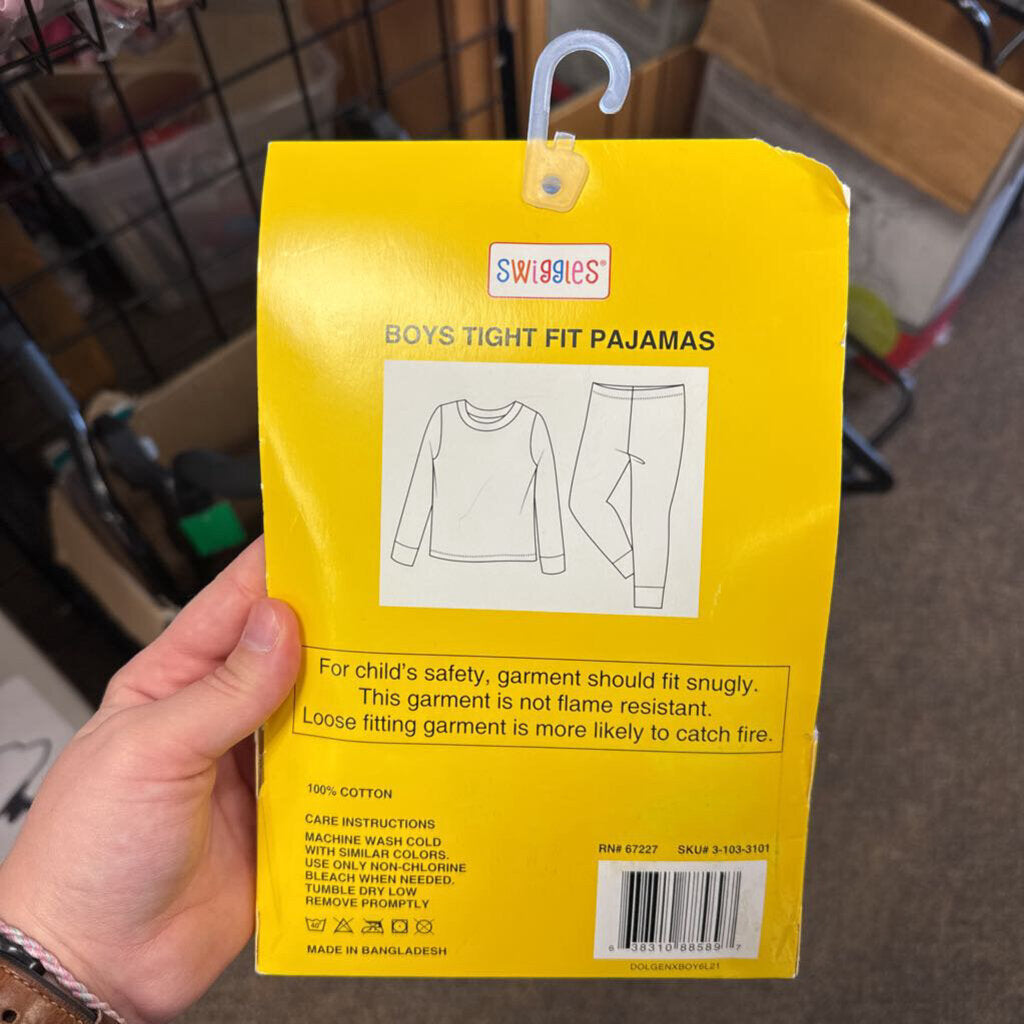 SWIGGLES®
BOYS TIGHT FIT PAJAMAS
For child's safety, garment should fit snugly.
This garment is not flame resistant.
Loose fitting garment is more likely to catch fire.
100% COTTON
CARE INSTRUCTIONS
MACHINE WASH COLD
WITH SIMILAR COLORS.
USE ONLY NON-CHLORINE
BLEACH WHEN NEEDED.
TUMBLE DRY LOW
REMOVE PROMPTLY
40°
MADE IN BANGLADESH
RN# 67227 SKU# 3-103-3101
6 38310 88589 7
DOLGENXBOY6L21